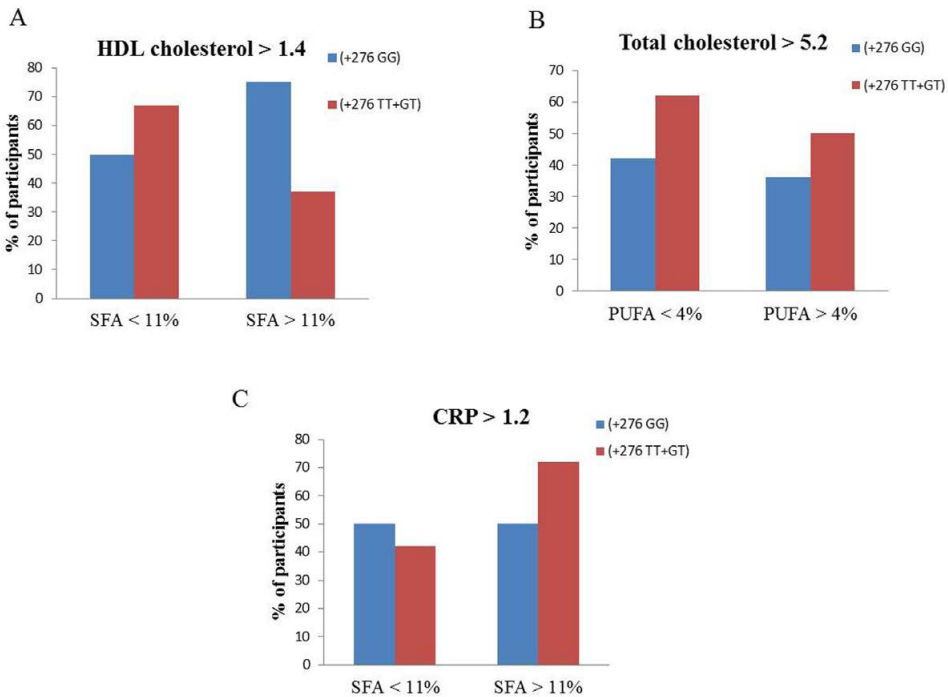 A
HDL cholesterol > 1.4
(+276 GG)
(+276 TT+GT)
% of participants
80
70
60
50
40
30
20
10
0
SFA < 11%
SFA > 11%
B
Total cholesterol > 5.2
(+276 GG)
(+276 TT+GT)
% of participants
70
60
50
40
30
20
10
0
PUFA < 4%
PUFA > 4%
C
CRP > 1.2
(+276 GG)
(+276 TT+GT)
% of participants
80
70
60
50
40
30
20
10
0
SFA < 11%
SFA > 11%